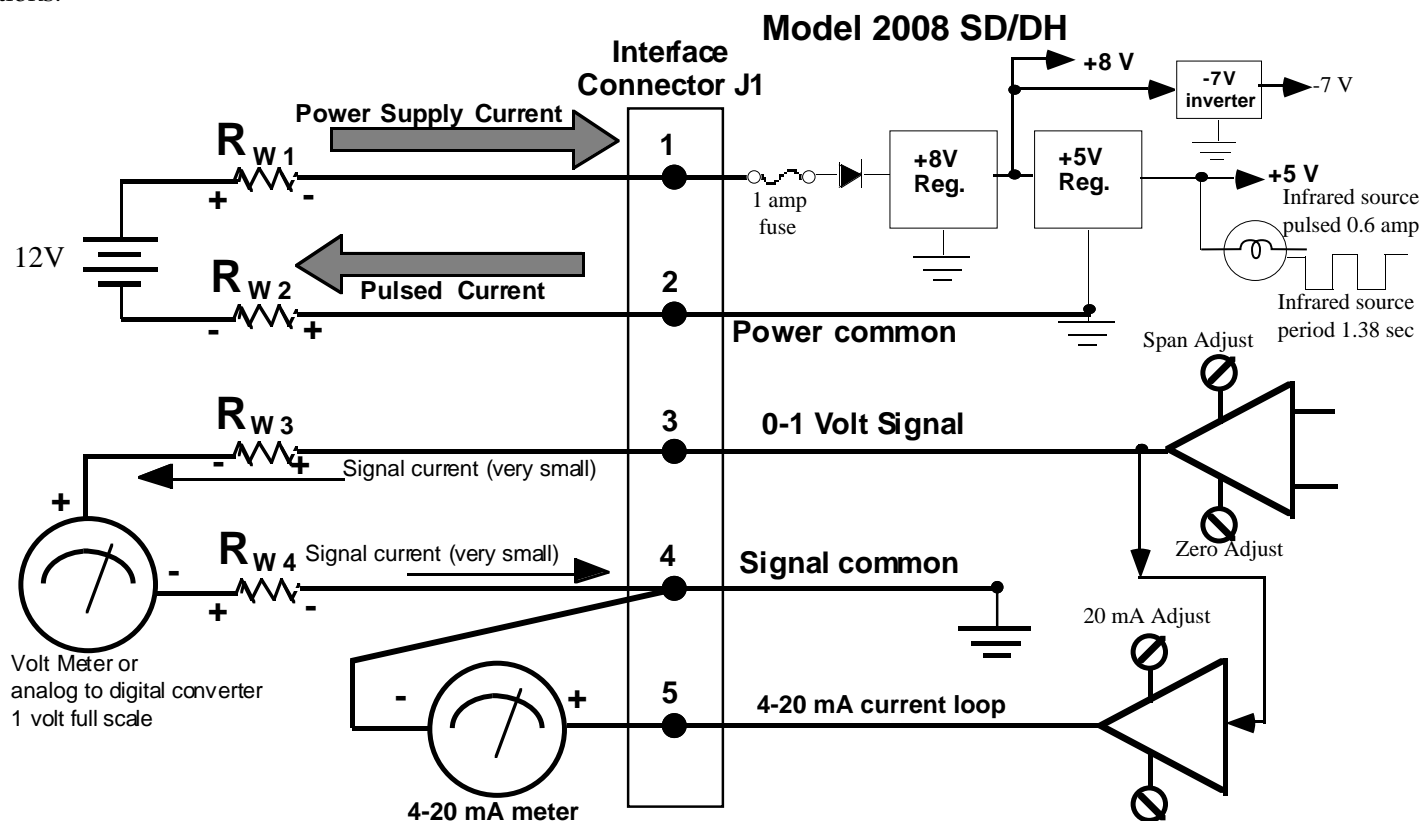 Model 2008 SD/DH
Interface
Connector J1
+8 V
-7V
inverter
-7 V
Power Supply Current
R W 1
+ -
1
1 amp
fuse
+8V
Reg.
+5V
Reg.
+5 V
Infrared source
pulsed 0.6 amp
12V
Pulsed Current
R W 2
- +
2
Power common
Infrared source
period 1.38 sec
Span Adjust
R W 3
- +
3
0-1 Volt Signal
Signal current (very small)
+
Zero Adjust
-
R W 4
+ -
Signal current (very small)
4
Signal common
20 mA Adjust
Volt Meter or
analog to digital converter
1 volt full scale
- +
5
4-20 mA current loop
4-20 mA meter